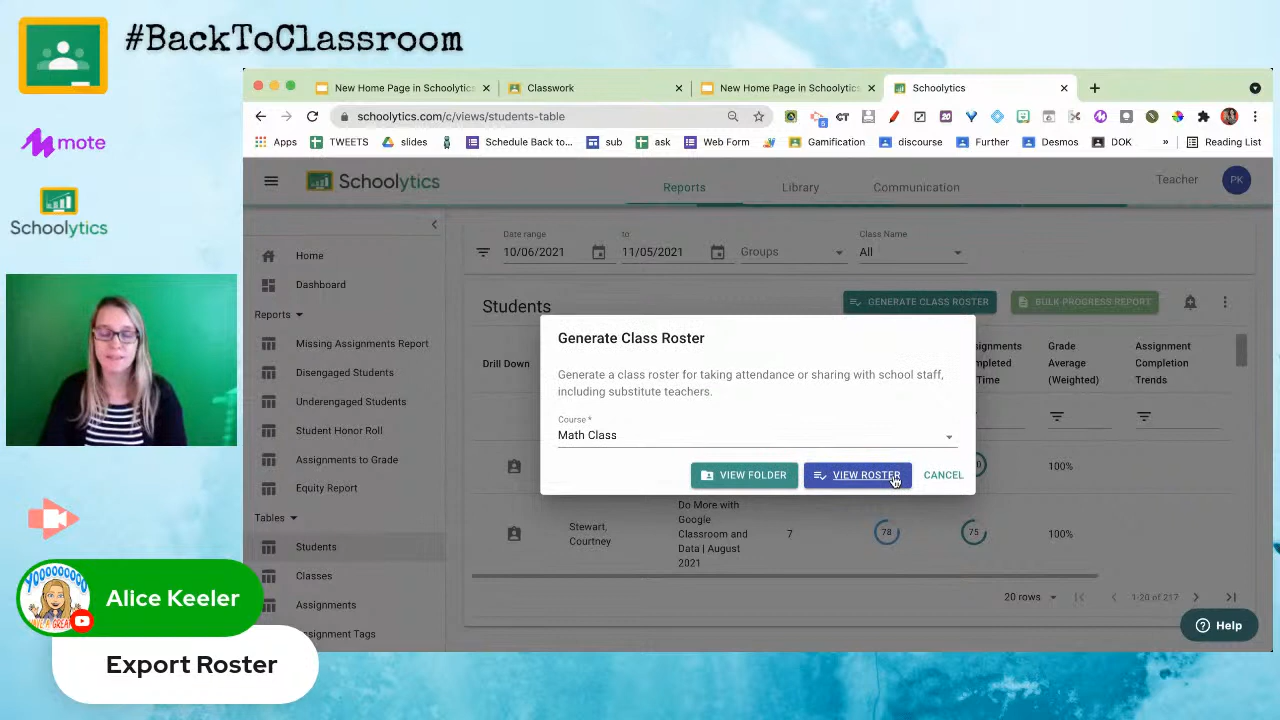 #BackToClassroom
mote
Schoolytics
New Home Page in Schoolytics
Classwork
New Home Page in Schoolytics
Schoolytics
schoolytics.com/c/views/students-table
Apps
TWEETS
slides
Schedule Back to...
sub
ask
Web Form
Gamification
discourse
Further
Desmos
DOK
»
Reading List
Schoolytics
Reports
Library
Communication
Teacher
PK
Home
Dashboard
Reports
Missing Assignments Report
Disengaged Students
Underengaged Students
Student Honor Roll
Assignments to Grade
Equity Report
Tables
Students
Classes
Assignments
Assignment Tags
Date range
to
Class Name
10/06/2021
11/05/2021
Groups
All
Students
GENERATE CLASS ROSTER
BULK PROGRESS REPORT
Drill Down
Grade
Average
(Weighted)
Assignment
Completion
Trends
Generate Class Roster
Generate a class roster for taking attendance or sharing with school staff,
including substitute teachers.
Course *
Math Class
VIEW FOLDER
VIEW ROSTER
CANCEL
100%
Stewart,
Courtney
Do More with
Google
Classroom and
Data | August
2021
7
78
75
100%
20 rows
1-20 of 217
Help
Alice Keeler
Export Roster